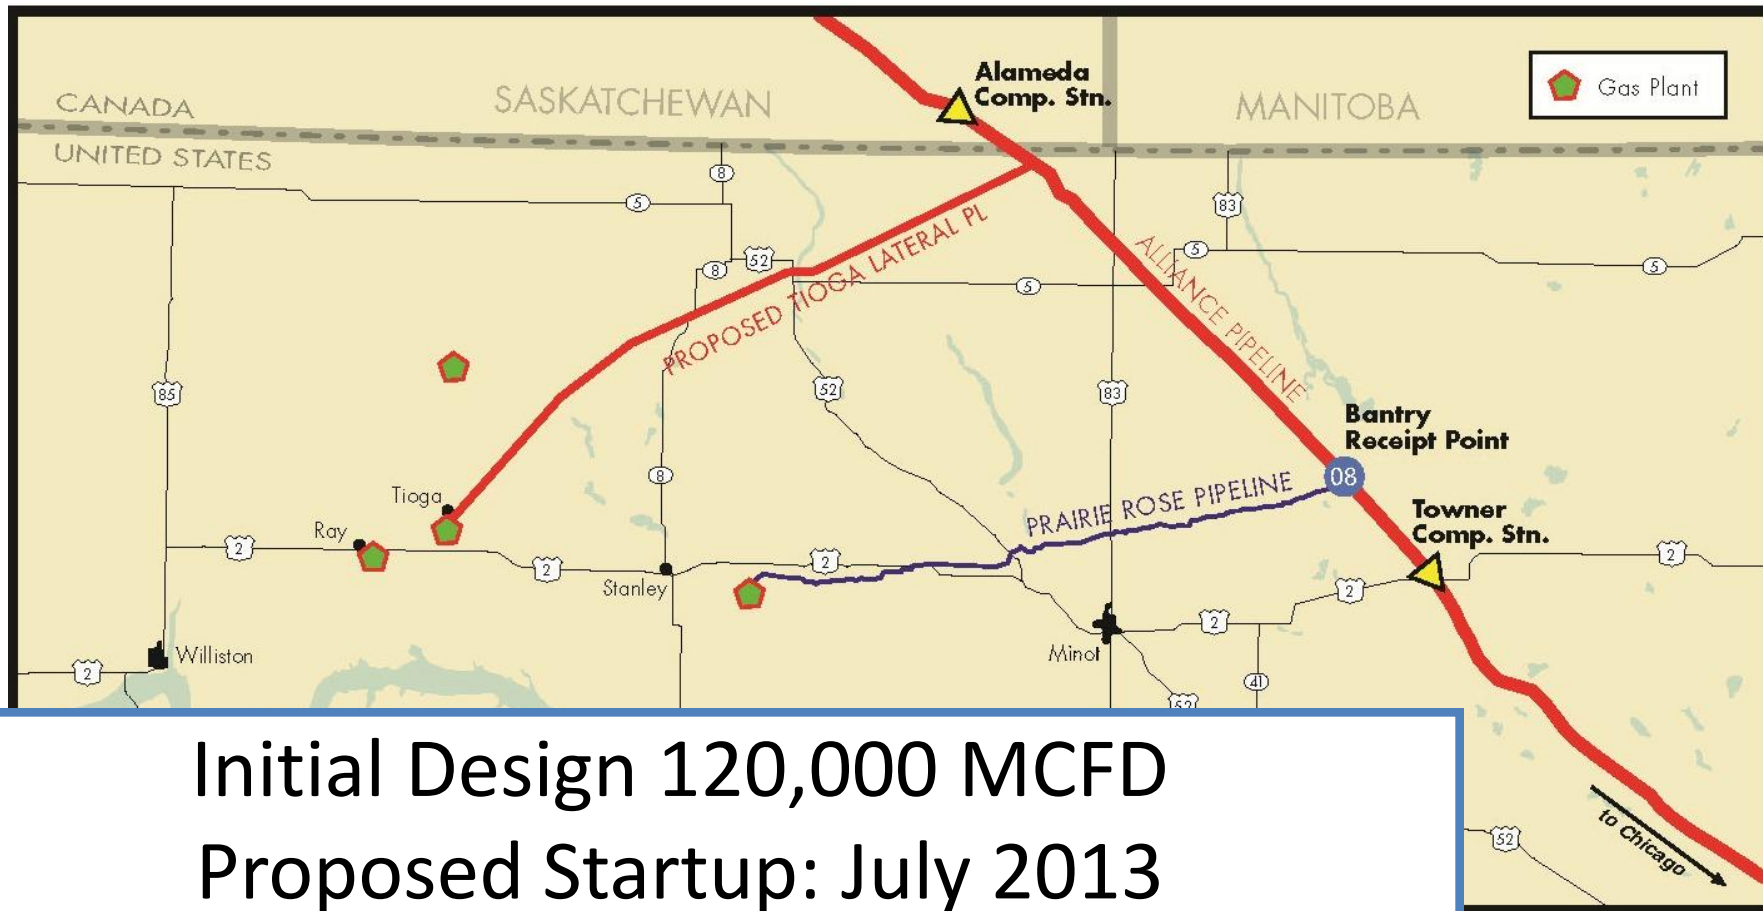 Alameda
Comp. Stn.
Gas Plant
CANADA
SASKATCHEWAN
MANITOBA
UNITED STATES
8
5
83
8
52
5
5
5
PROPOSED TIOGA LATERAL PL
ALLIANCE PIPELINE
85
52
83
Bantry
Receipt Point
08
8
Tioga
PRAIRIE ROSE PIPELINE
Towner
Comp. Stn.
Ray
2
2
2
2
Stanley
2
2
Williston
Minot
2
41
52
Initial Design 120,000 MCFD
Proposed Startup: July 2013
52
to Chicago